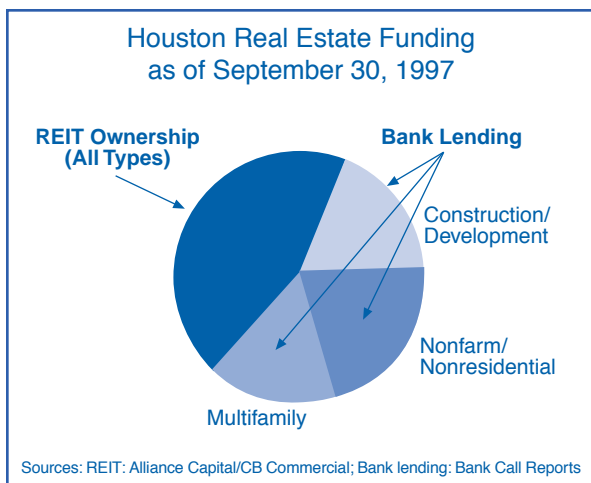 Houston Real Estate Funding
as of September 30, 1997
REIT Ownership
(All Types)
Bank Lending
Construction/
Development
Nonfarm/
Nonresidential
Multifamily
Sources: REIT: Alliance Capital/CB Commercial; Bank lending: Bank Call Reports